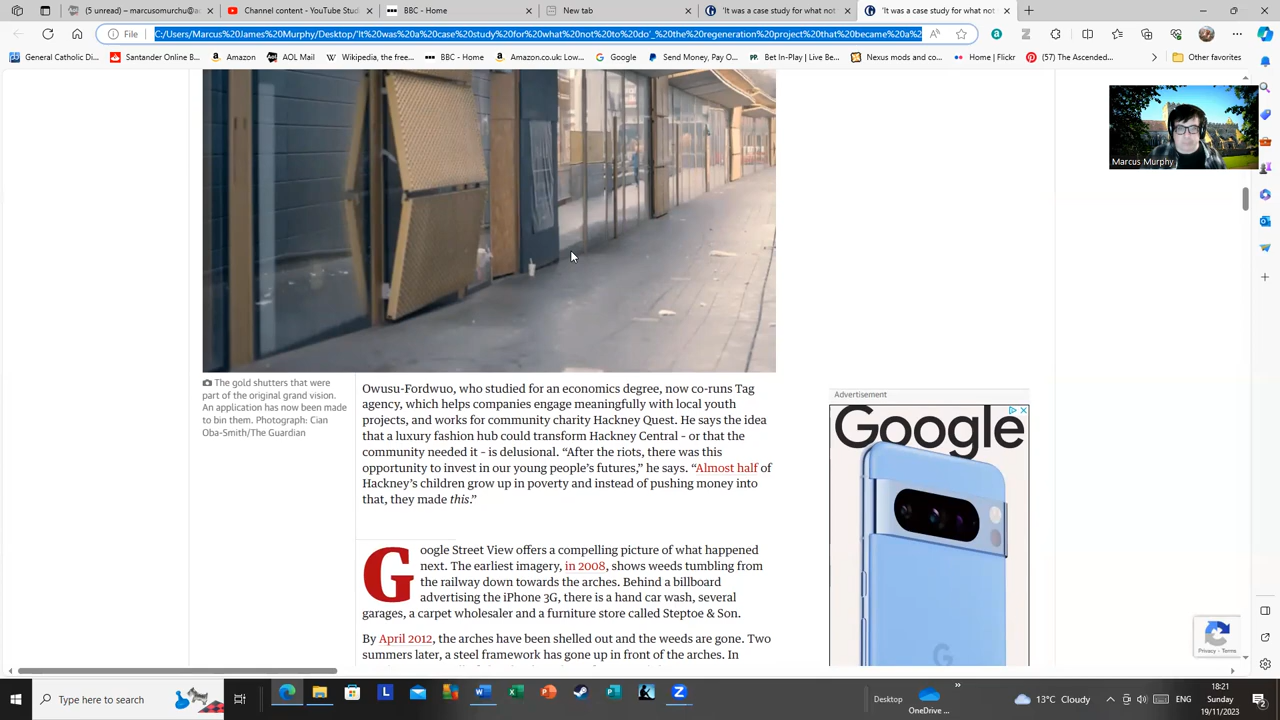 (5 unread) – marcusomurchu@a
Channel content - YouTube Stud
BBC - Home
New tab
'It was a case study for what not
'It was a case study for what not
File
C:/Users/Marcus%20James%20Murphy/Desktop/'It%20was%20a%20case%20study%20for%20what%20not%20to%20do'_%20the%20regeneration%20project%20that%20became%20a%2
General Catholic Di...
Santander Online B...
Amazon
AOL Mail
Wikipedia, the free...
BBC - Home
Amazon.co.uk: Low...
Google
Send Money, Pay O...
Bet In-Play | Live Be...
Nexus mods and co...
Home | Flickr
(57) The Ascended...
Other favorites
Marcus Murphy
The gold shutters that were
part of the original grand vision.
An application has now been made
to bin them. Photograph: Cian
Oba-Smith/The Guardian
Owusu-Fordwuo, who studied for an economics degree, now co-runs Tag
agency, which helps companies engage meaningfully with local youth
projects, and works for community charity Hackney Quest. He says the idea
that a luxury fashion hub could transform Hackney Central – or that the
community needed it – is delusional. “After the riots, there was this
opportunity to invest in our young people’s futures,” he says. “Almost half of
Hackney’s children grow up in poverty and instead of pushing money into
that, they made this.”
Google Street View offers a compelling picture of what happened
next. The earliest imagery, in 2008, shows weeds tumbling from
the railway down towards the arches. Behind a billboard
advertising the iPhone 3G, there is a hand car wash, several
garages, a carpet wholesaler and a furniture store called Steptoe & Son.
By April 2012, the arches have been shelled out and the weeds are gone. Two
summers later, a steel framework has gone up in front of the arches. In
Advertisement
Google
Privacy - Terms
Type here to search
Desktop
OneDrive ...
13°C Cloudy
ENG
18:21
Sunday
19/11/2023